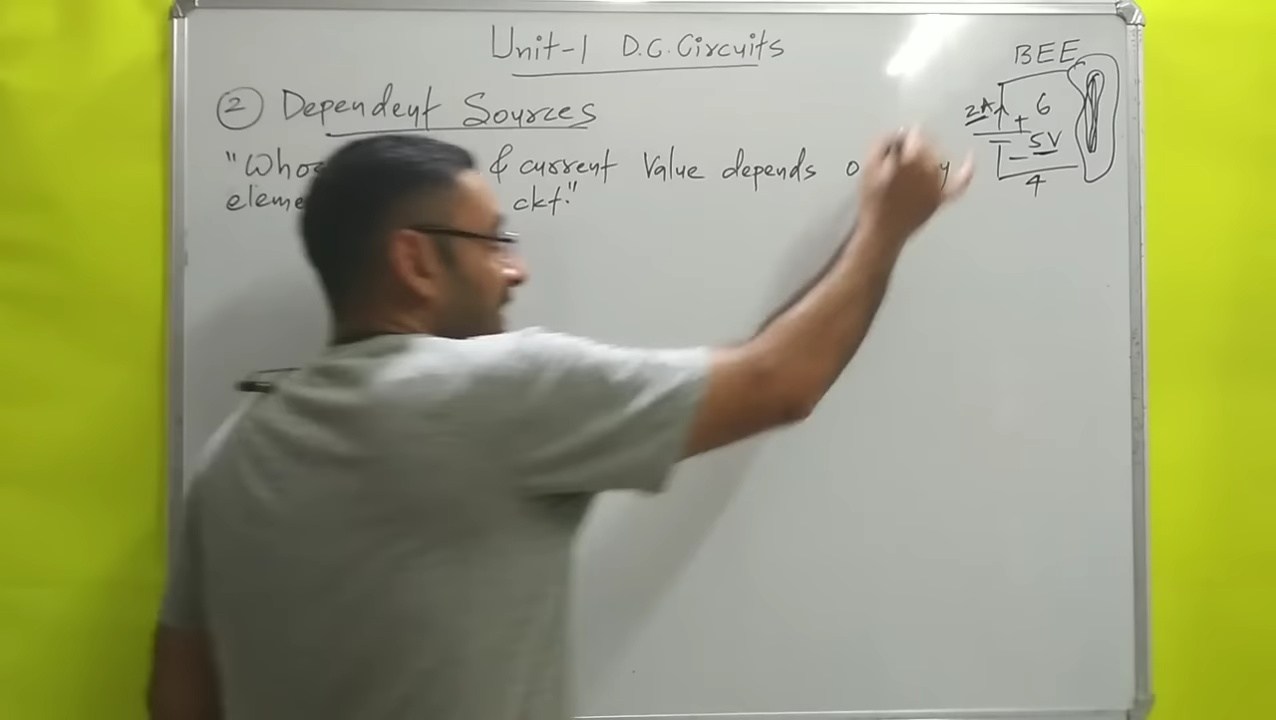 Unit-1 D.C. Circuits
BEE
2 Dependent Sources
2A
+ 6
"Whos & current Value depends o y
- 5V
eleme ckt."
4